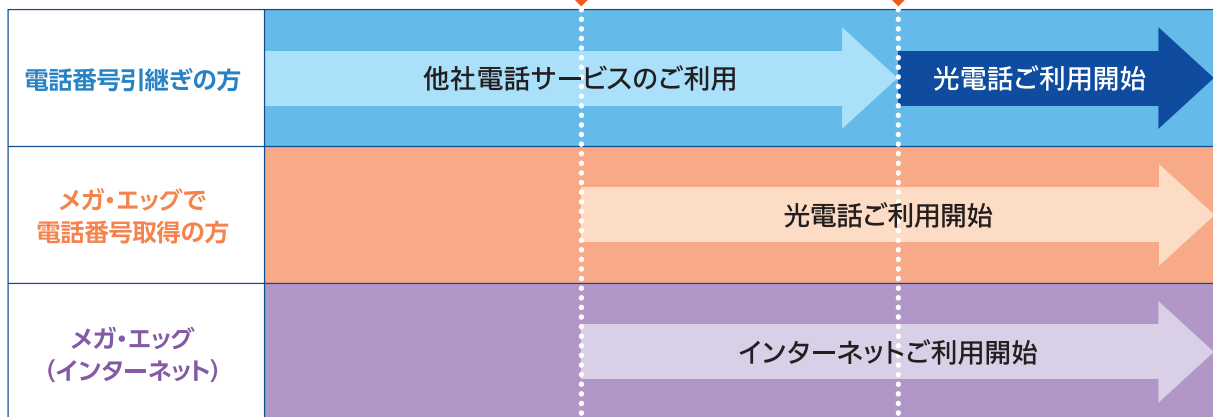 電話番号引継ぎの方
他社電話サービスのご利用
光電話ご利用開始
メガ・エッグで
電話番号取得の方
光電話ご利用開始
メガ・エッグ
（インターネット）
インターネットご利用開始